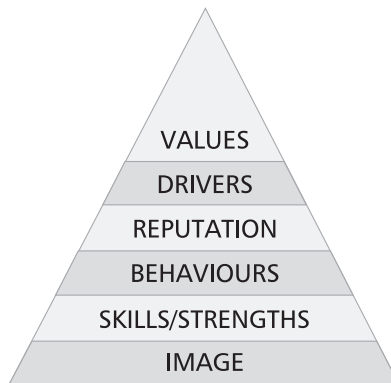 VALUES
DRIVERS
REPUTATION
BEHAVIOURS
SKILLS/STRENGTHS
IMAGE